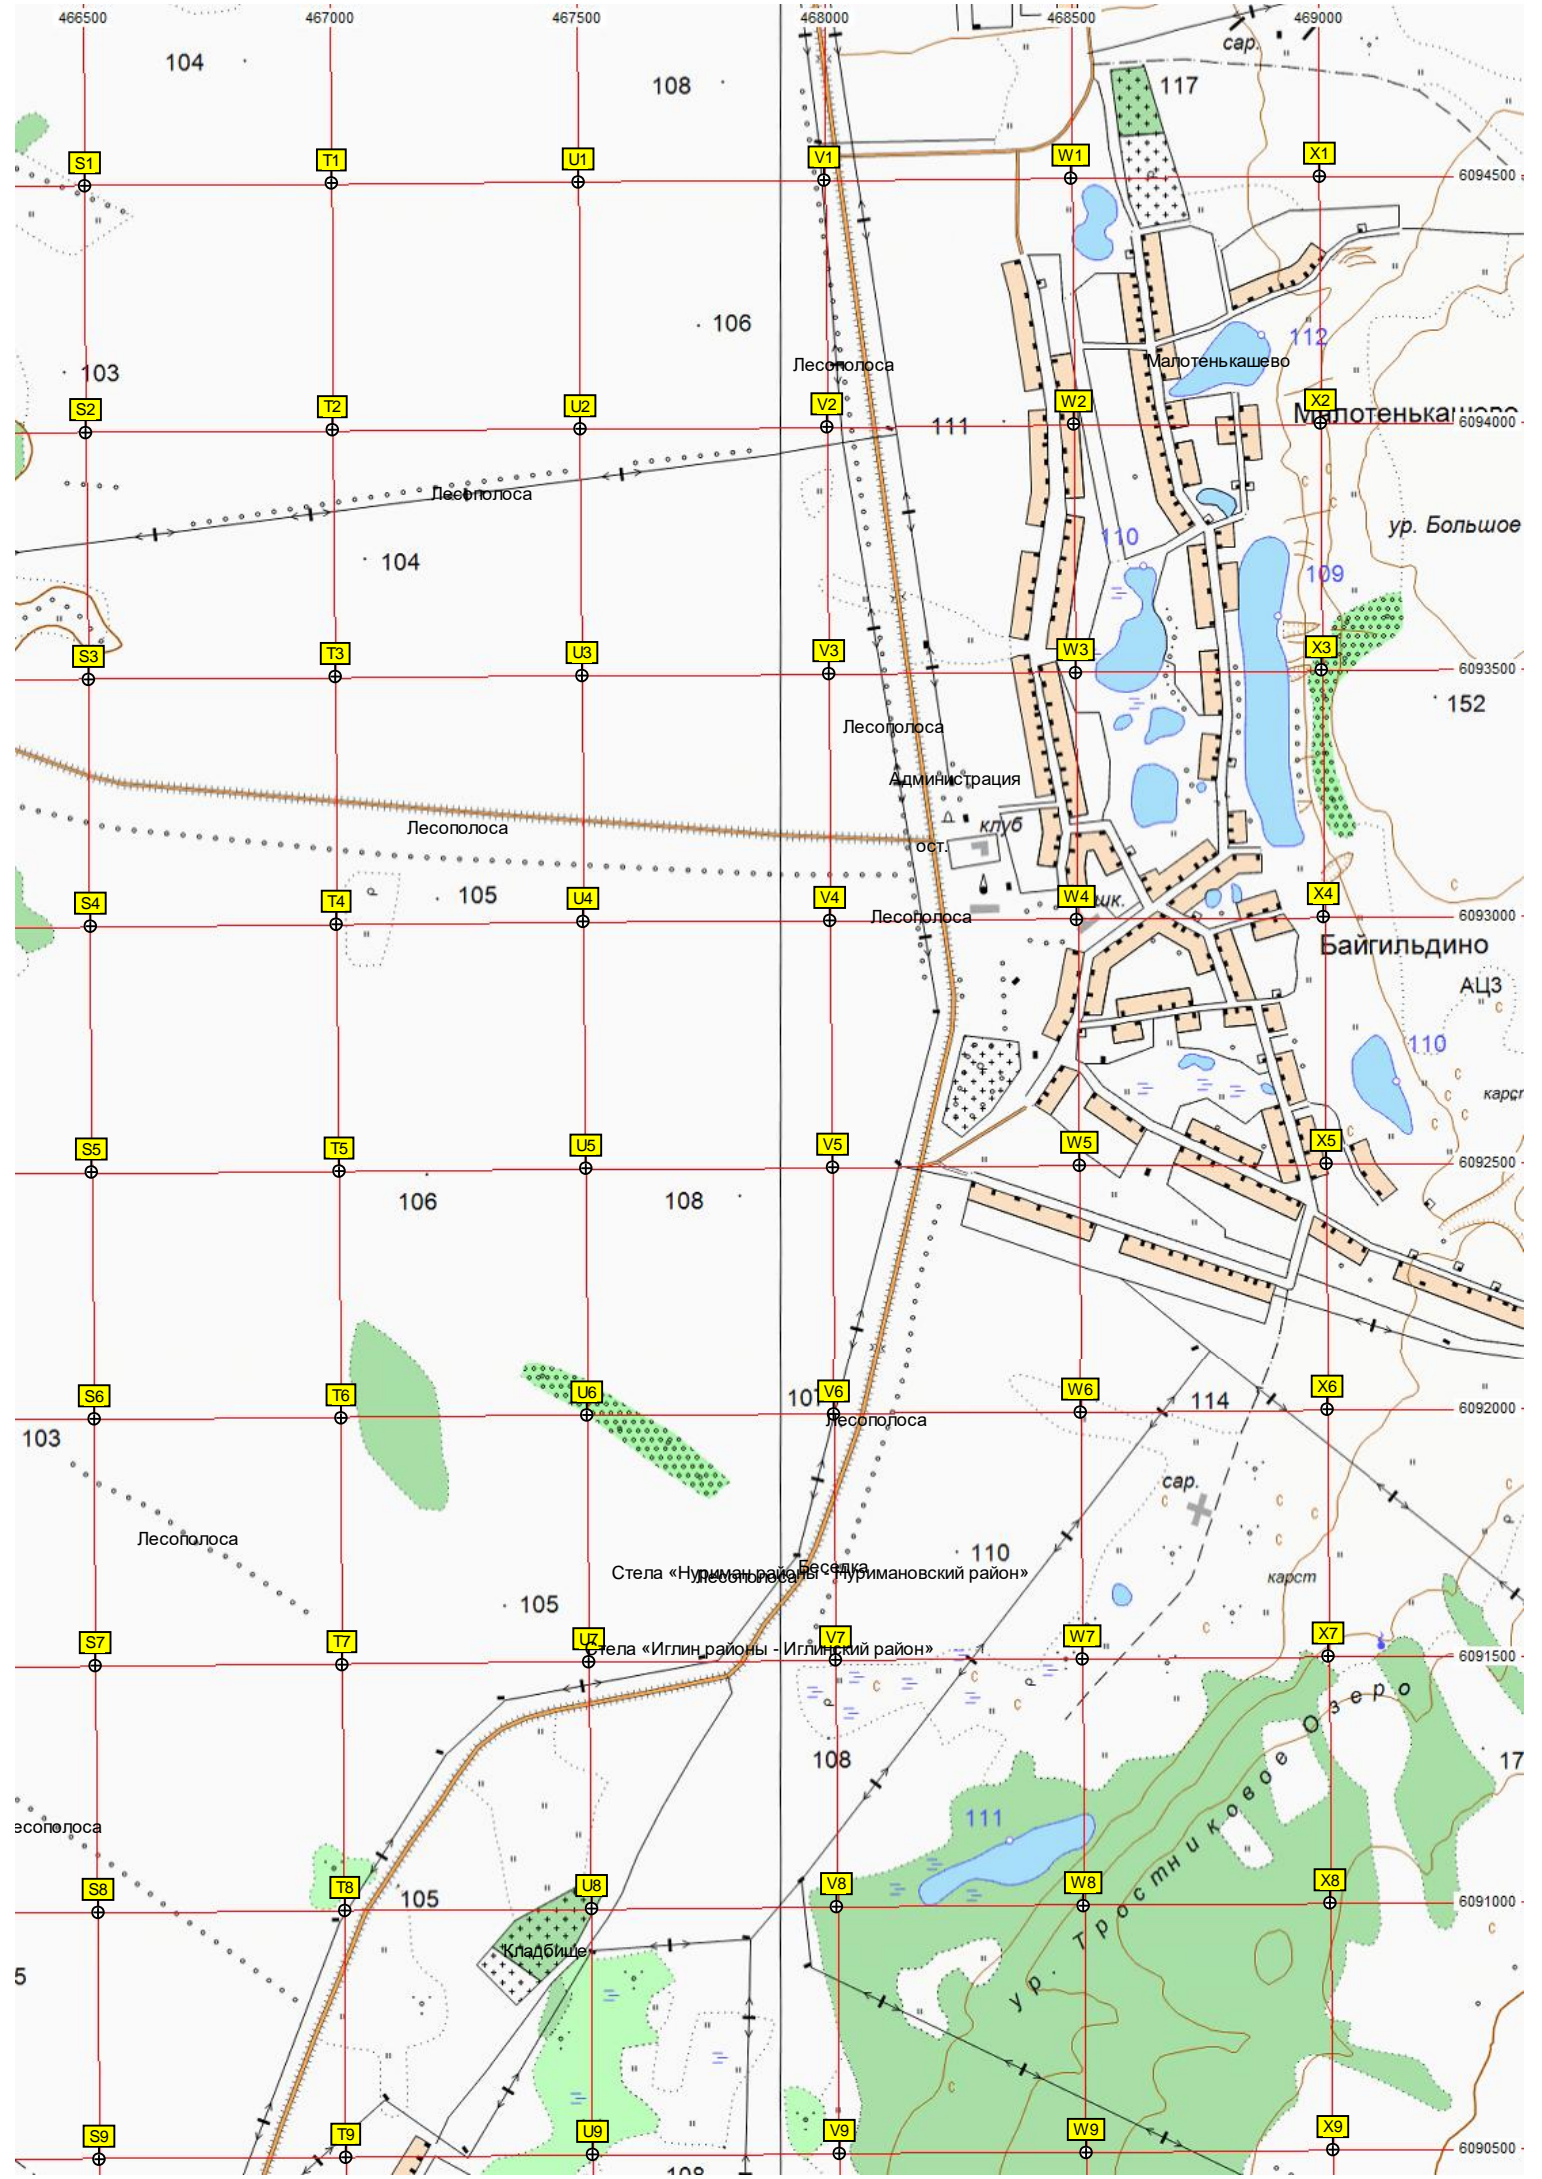 466500 467000 467500 468000 468500 469000
сар.
104
108
117
S1 T1 U1 V1 W1 X1
6094500
106
112
103
Лесополоса
Малотенькашево
S2 T2 U2 V2 W2 X2
Малотенькашево
6094000
111
Лесополоса
ур. Большое
110
104
109
S3 T3 U3 V3 W3 X3
6093500
152
Лесополоса
Администрация
Лесополоса
клуб
ост.
105
с
S4 T4 U4 V4 W4 X4
шк.
6093000
Лесополоса
Байгильдино
АЦЗ
110
S5 T5 U5 V5 W5 X5
6092500
106
108
S6 T6 U6 V6 W6 X6
107
114
6092000
Лесополоса
103
сар.
Лесополоса
110
Стела «Нуриман районы - Нуримановский район»
Беседка
Лесополоса
карст
105
S7 T7 U7 V7 W7 X7
Стела «Иглин районы - Иглинский район»
6091500
108
17
111
ур. Тростниковое Озеро
есополоса
S8 T8 U8 V8 W8 X8
105
6091000
Кладбище
5
S9 T9 U9 V9 W9 X9
6090500
108